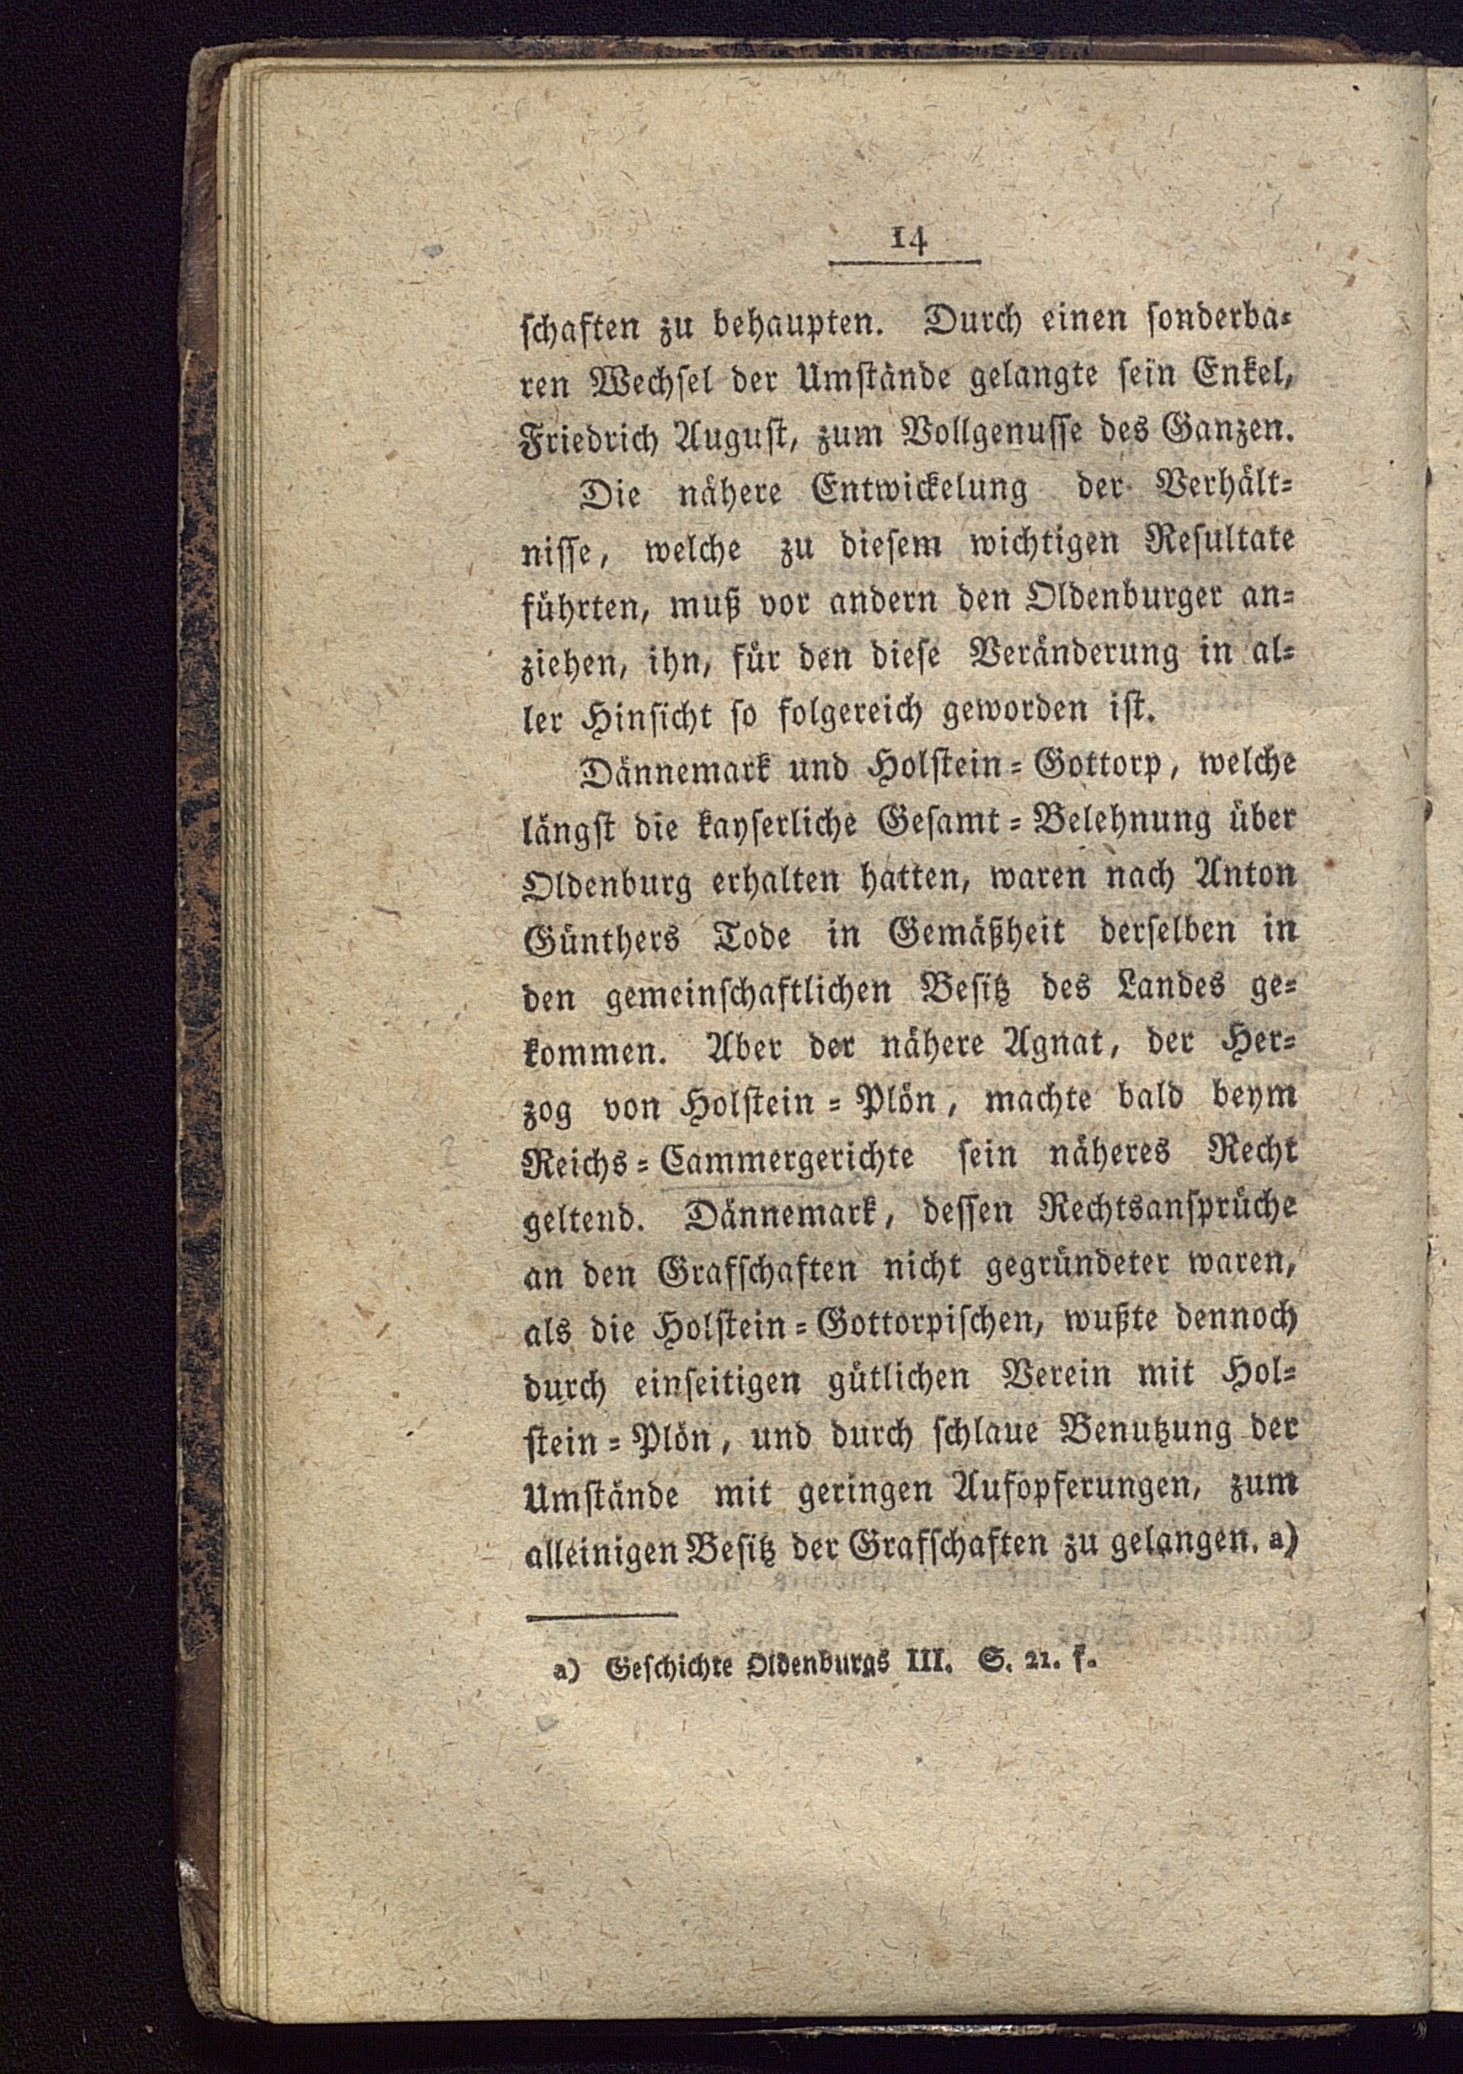 14
schaften zu behaupten. Durch einen sonderba⸗
ren Wechsel der Umstände gelangte sein Enkel,
Friedrich August, zum Vollgenusse des Ganzen.
Die nähere Entwickelung der Verhält⸗
nisse, welche zu diesem wichtigen Resultate
führten, muß vor andern den Oldenburger an⸗
ziehen, ihn, für den diese Veränderung in al⸗
ler Hinsicht so folgereich geworden ist.
Dännemark und Holstein⸗Gottorp, welche
längst die kayserliche Gesamt⸗Belehnung über
Oldenburg erhalten hatten, waren nach Anton
Günthers Tode in Gemäßheit derselben in
den gemeinschaftlichen Besitz des Landes ge⸗
kommen. Aber der nähere Agnat, der Her⸗
zog von Holstein⸗Plön, machte bald beym
Reichs⸗Cammergerichte sein näheres Recht
geltend. Dännemark, dessen Rechtsansprüche
an den Grafschaften nicht gegründeter waren,
als die Holstein⸗Gottorpischen, wußte dennoch
durch einseitigen gütlichen Verein mit Hol⸗
stein⸗Plön, und durch schlaue Benutzung der
Umstände mit geringen Aufopferungen, zum
alleinigen Besitz der Grafschaften zu gelangen. a)
a) Geschichte Oldenburgs III. S. 21. f.